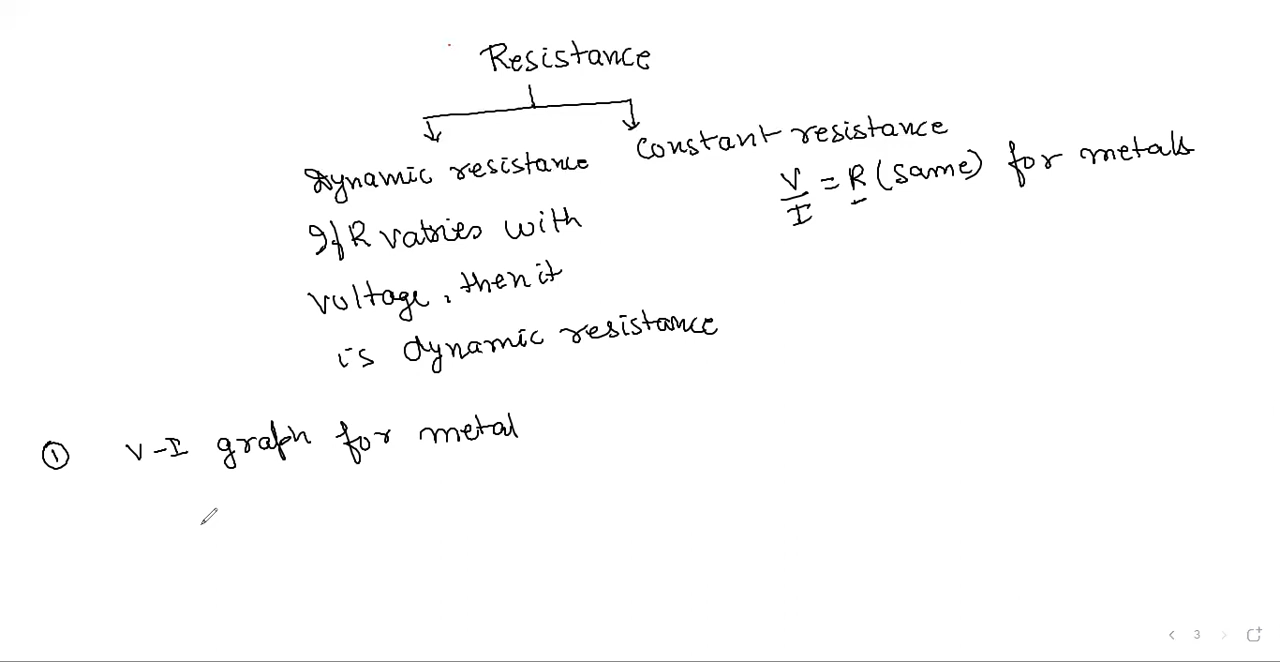 Resistance
Dynamic resistance
constant resistance
V/I = R (same) for metals
If R varies with
voltage, then it
is dynamic resistance
① V-I graph for metal
3